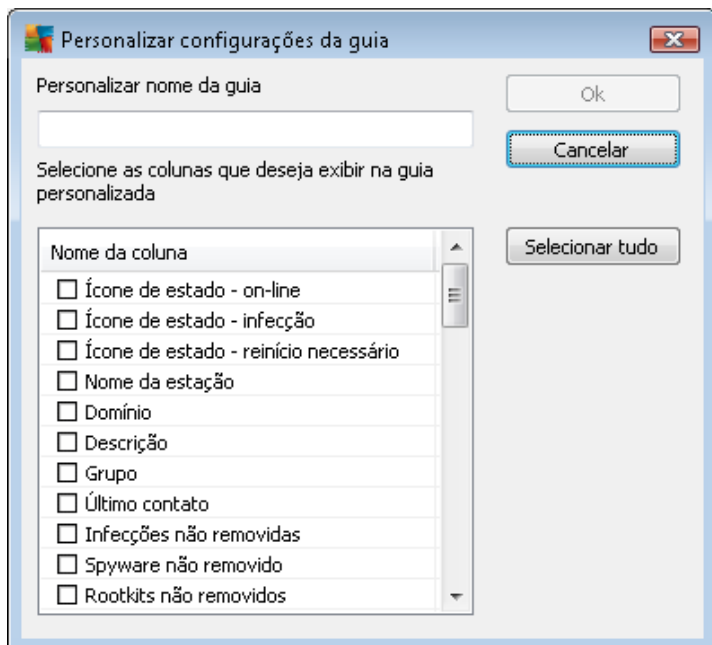 Personalizar configurações da guia
Personalizar nome da guia
Ok
Cancelar
Selecione as colunas que deseja exibir na guia
personalizada
Selecionar tudo
Nome da coluna
Ícone de estado - on-line
Ícone de estado - infecção
Ícone de estado - reinício necessário
Nome da estação
Domínio
Descrição
Grupo
Último contato
Infecções não removidas
Spyware não removido
Rootkits não removidos